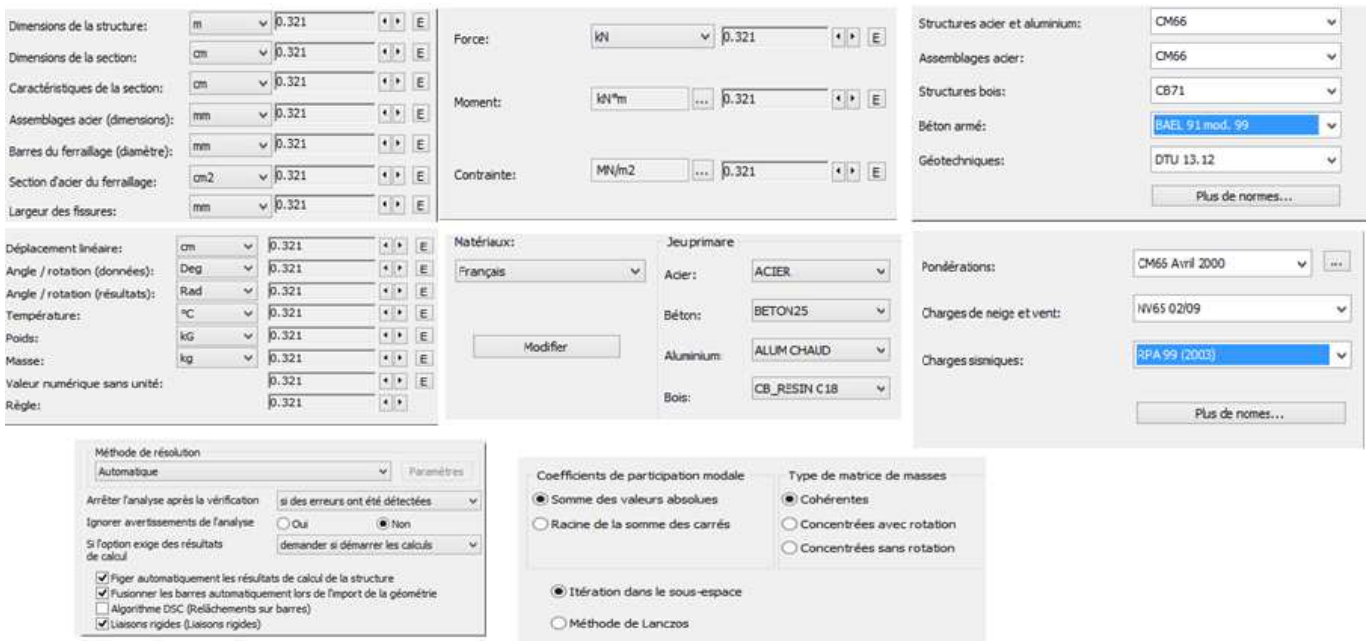 Dimensions de la structure: m 0.321 E
Dimensions de la section: cm 0.321 E
Caractéristiques de la section: cm 0.321 E
Assemblages acier (dimensions): mm 0.321 E
Barres du ferraillage (diamètre): mm 0.321 E
Section d'acier du ferraillage: cm2 0.321 E
Largeur des fissures: mm 0.321 E
Force: kN 0.321 E
Moment: kN*m ... 0.321 E
Contrainte: MN/m2 ... 0.321 E
Structures acier et aluminium: CM66
Assemblages acier: CM66
Structures bois: CB71
Béton armé: BAEL 91 mod. 99
Géotechniques: DTU 13.12
Plus de normes...
Déplacement linéaire: cm 0.321 E
Angle / rotation (données): Deg 0.321 E
Angle / rotation (résultats): Rad 0.321 E
Température: °C 0.321 E
Poids: kG 0.321 E
Masse: kg 0.321 E
Valeur numérique sans unité: 0.321 E
Règle: 0.321
Matériaux:
Français
Modifier
Jeu primaire
Acier: ACIER
Béton: BETON25
Aluminium: ALUM CHAUD
Bois: CB_RESIN C18
Pondérations: CM66 Avril 2000 ...
Charges de neige et vent: NV65 02/09
Charges sismiques: RPA 99 (2003)
Plus de nomes...
Méthode de résolution
Automatique Paramètres
Arrêter l'analyse après la vérification si des erreurs ont été détectées
Ignorer avertissements de l'analyse Oui Non
Si l'option exige des résultats demander si démarrer les calculs
de calcul
Figer automatiquement les résultats de calcul de la structure
Fusionner les barres automatiquement lors de l'import de la géométrie
Algorithme DSC (Relâchements sur barres)
Liaisons rigides (Liaisons rigides)
Coefficients de participation modale
Somme des valeurs absolues
Racine de la somme des carrés
Type de matrice de masses
Cohérentes
Concentrées avec rotation
Concentrées sans rotation
Itération dans le sous-espace
Méthode de Lanczos